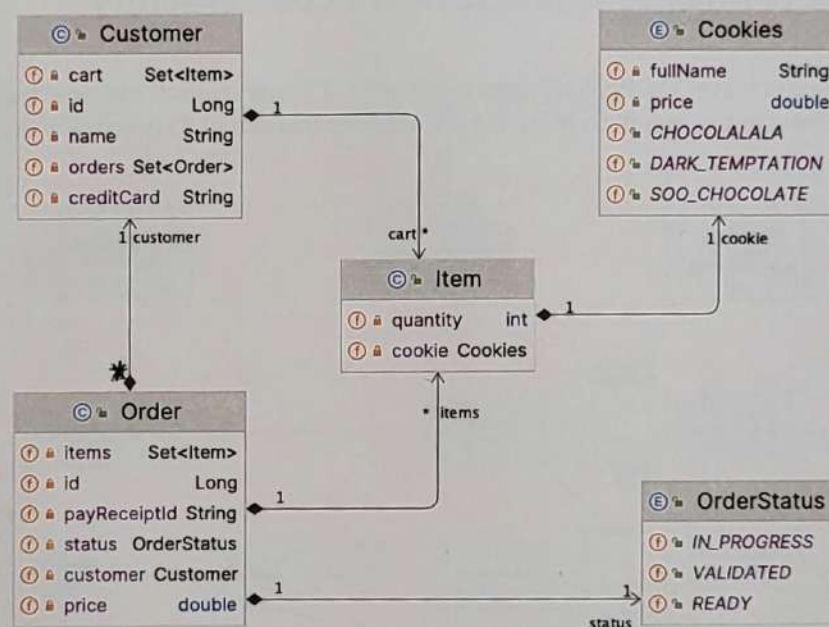 Customer
cart Set<Item>
id Long
name String
orders Set<Order>
creditCard String
Cookies
fullName String
price double
CHOCOLALALA
DARK_TEMPTATION
SOO_CHOCOLATE
1
1 customer
cart *
1 cookie
Item
quantity int
cookie Cookies
1
*
Order
items Set<Item>
id Long
payReceiptId String
status OrderStatus
customer Customer
price double
* items
1
1
1
status
OrderStatus
IN_PROGRESS
VALIDATED
READY